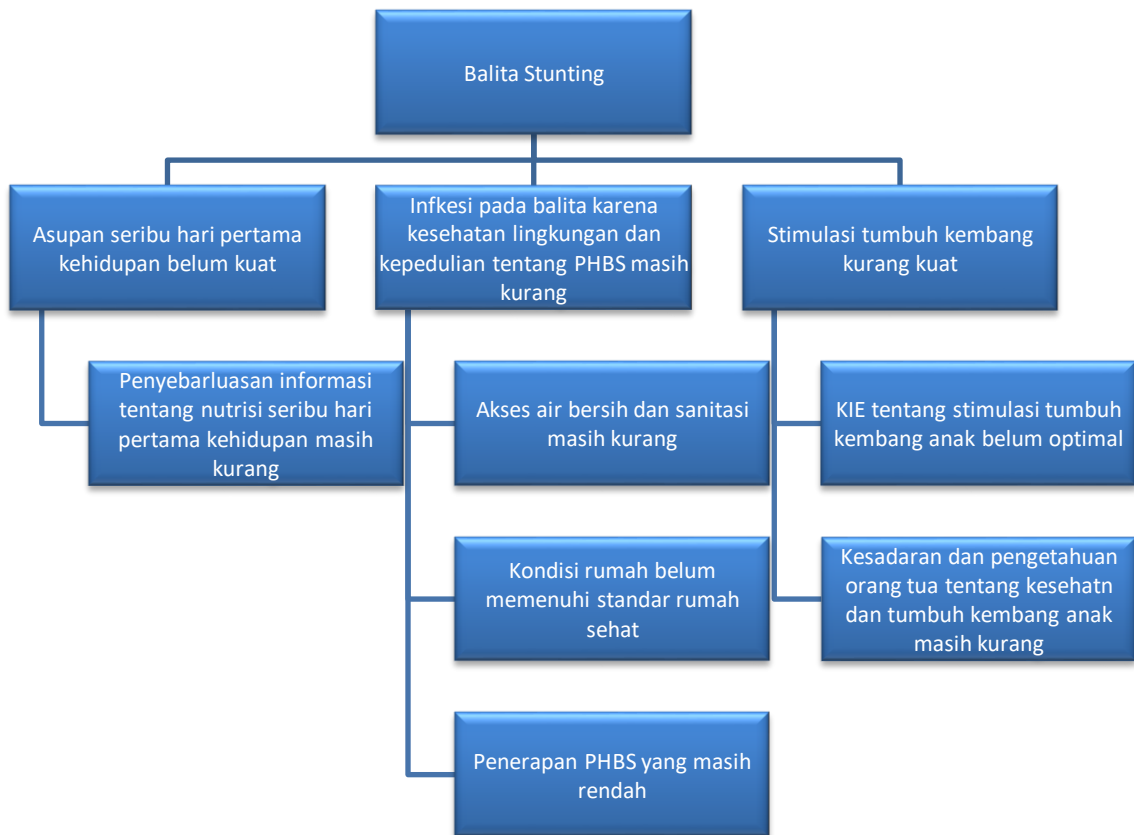 Balita Stunting
Asupan seribu hari pertama
kehidupan belum kuat
Infkesi pada balita karena
kesehatan lingkungan dan
kepedulian tentang PHBS masih
kurang
Stimulasi tumbuh kembang
kurang kuat
Penyebarluasan informasi
tentang nutrisi seribu hari
pertama kehidupan masih
kurang
Akses air bersih dan sanitasi
masih kurang
KIE tentang stimulasi tumbuh
kembang anak belum optimal
Kondisi rumah belum
memenuhi standar rumah
sehat
Kesadaran dan pengetahuan
orang tua tentang kesehatn
dan tumbuh kembang anak
masih kurang
Penerapan PHBS yang masih
rendah